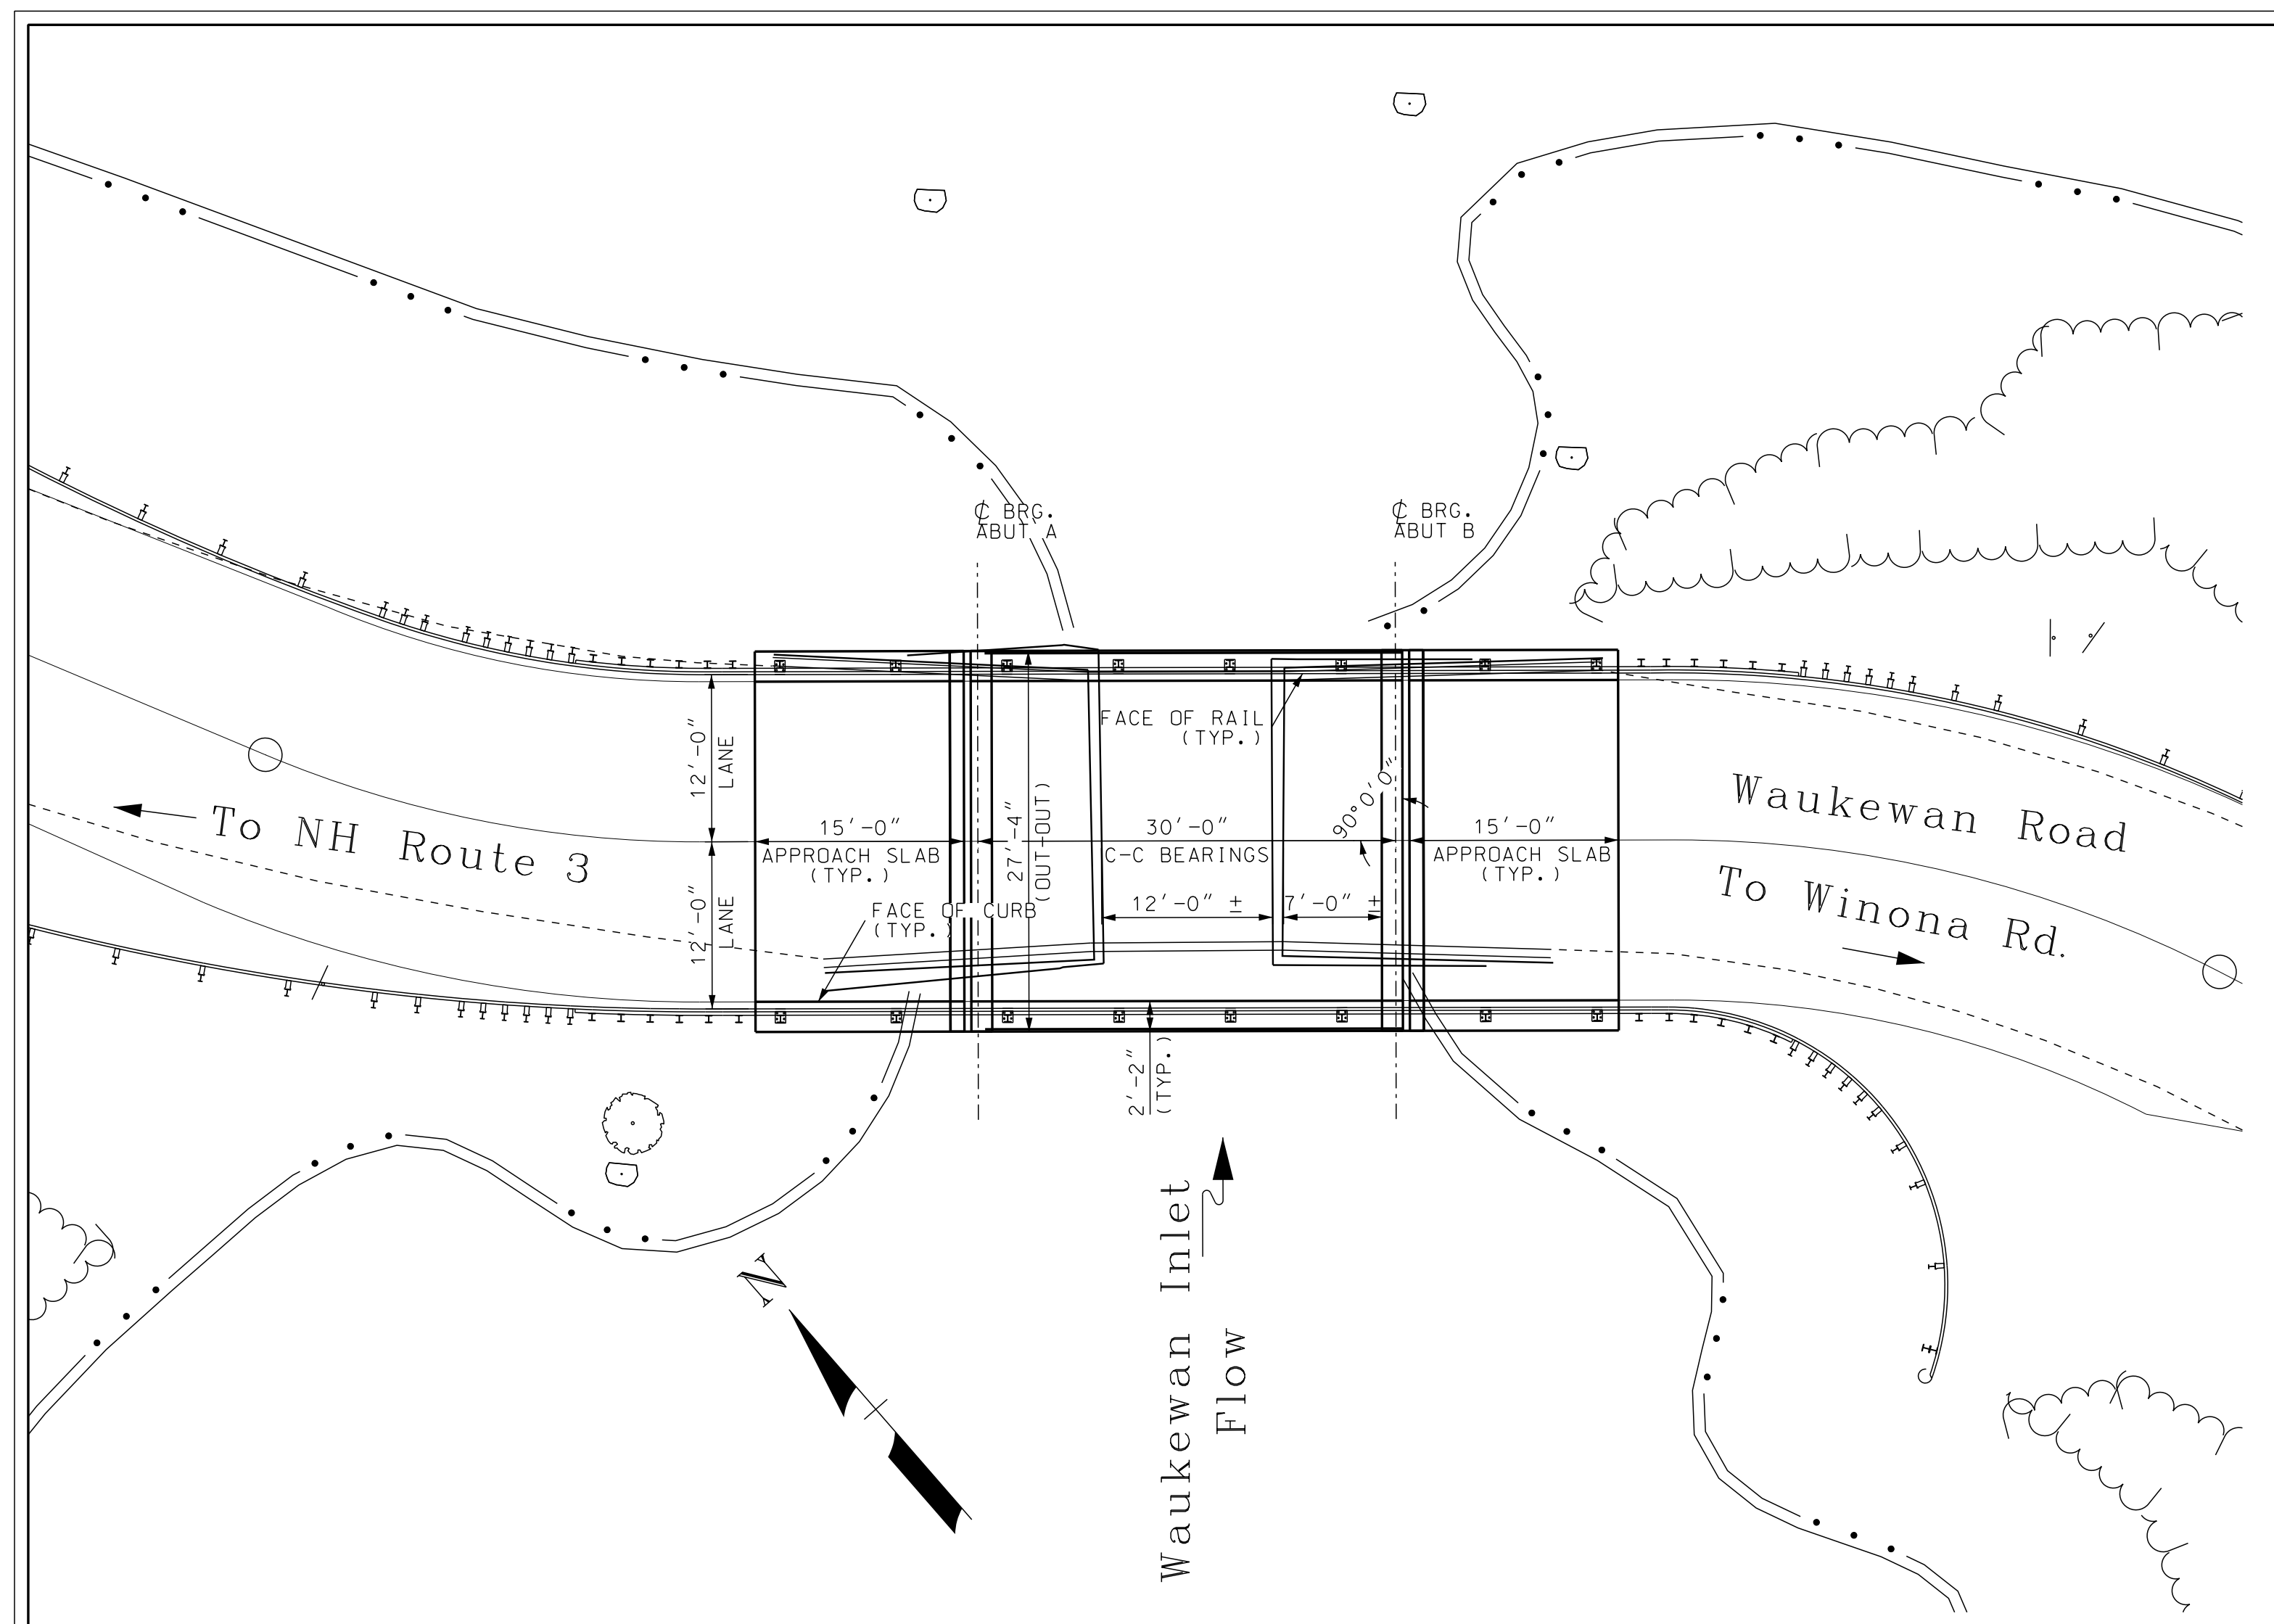 ℄ BRG.
ABUT A
℄ BRG.
ABUT B
12'-0"
LANE
12'-0"
LANE
FACE OF RAIL
(TYP.)
15'-0"
APPROACH SLAB
(TYP.)
27'-4"
(OUT-OUT)
30'-0"
C-C BEARINGS
90°0'0"
15'-0"
APPROACH SLAB
(TYP.)
12'-0" ±
7'-0" ±
FACE OF CURB
(TYP.)
2'-2"
(TYP.)
To NH Route 3
Waukewan Road
To Winona Rd.
N
Waukewan Inlet
Flow